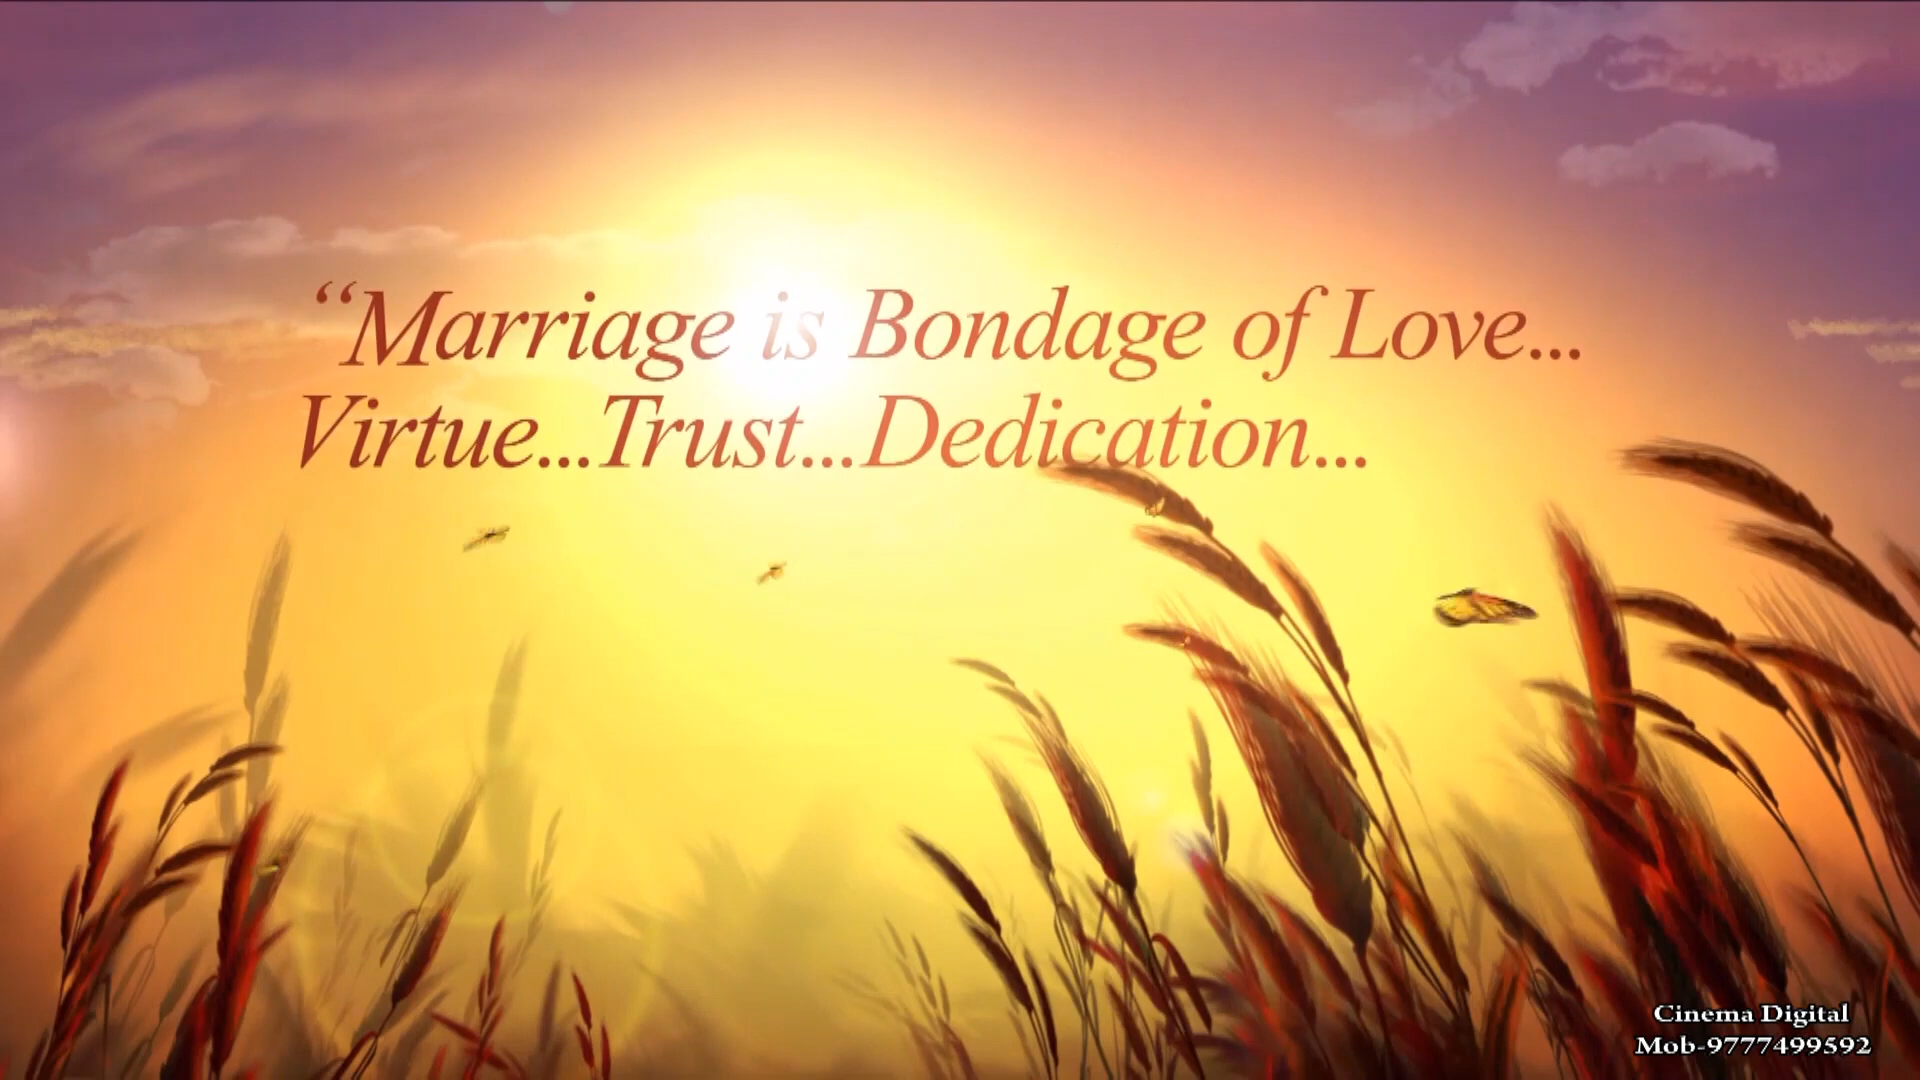 “Marriage is Bondage of Love...
Virtue...Trust...Dedication...
Cinema Digital
Mob-9777499592